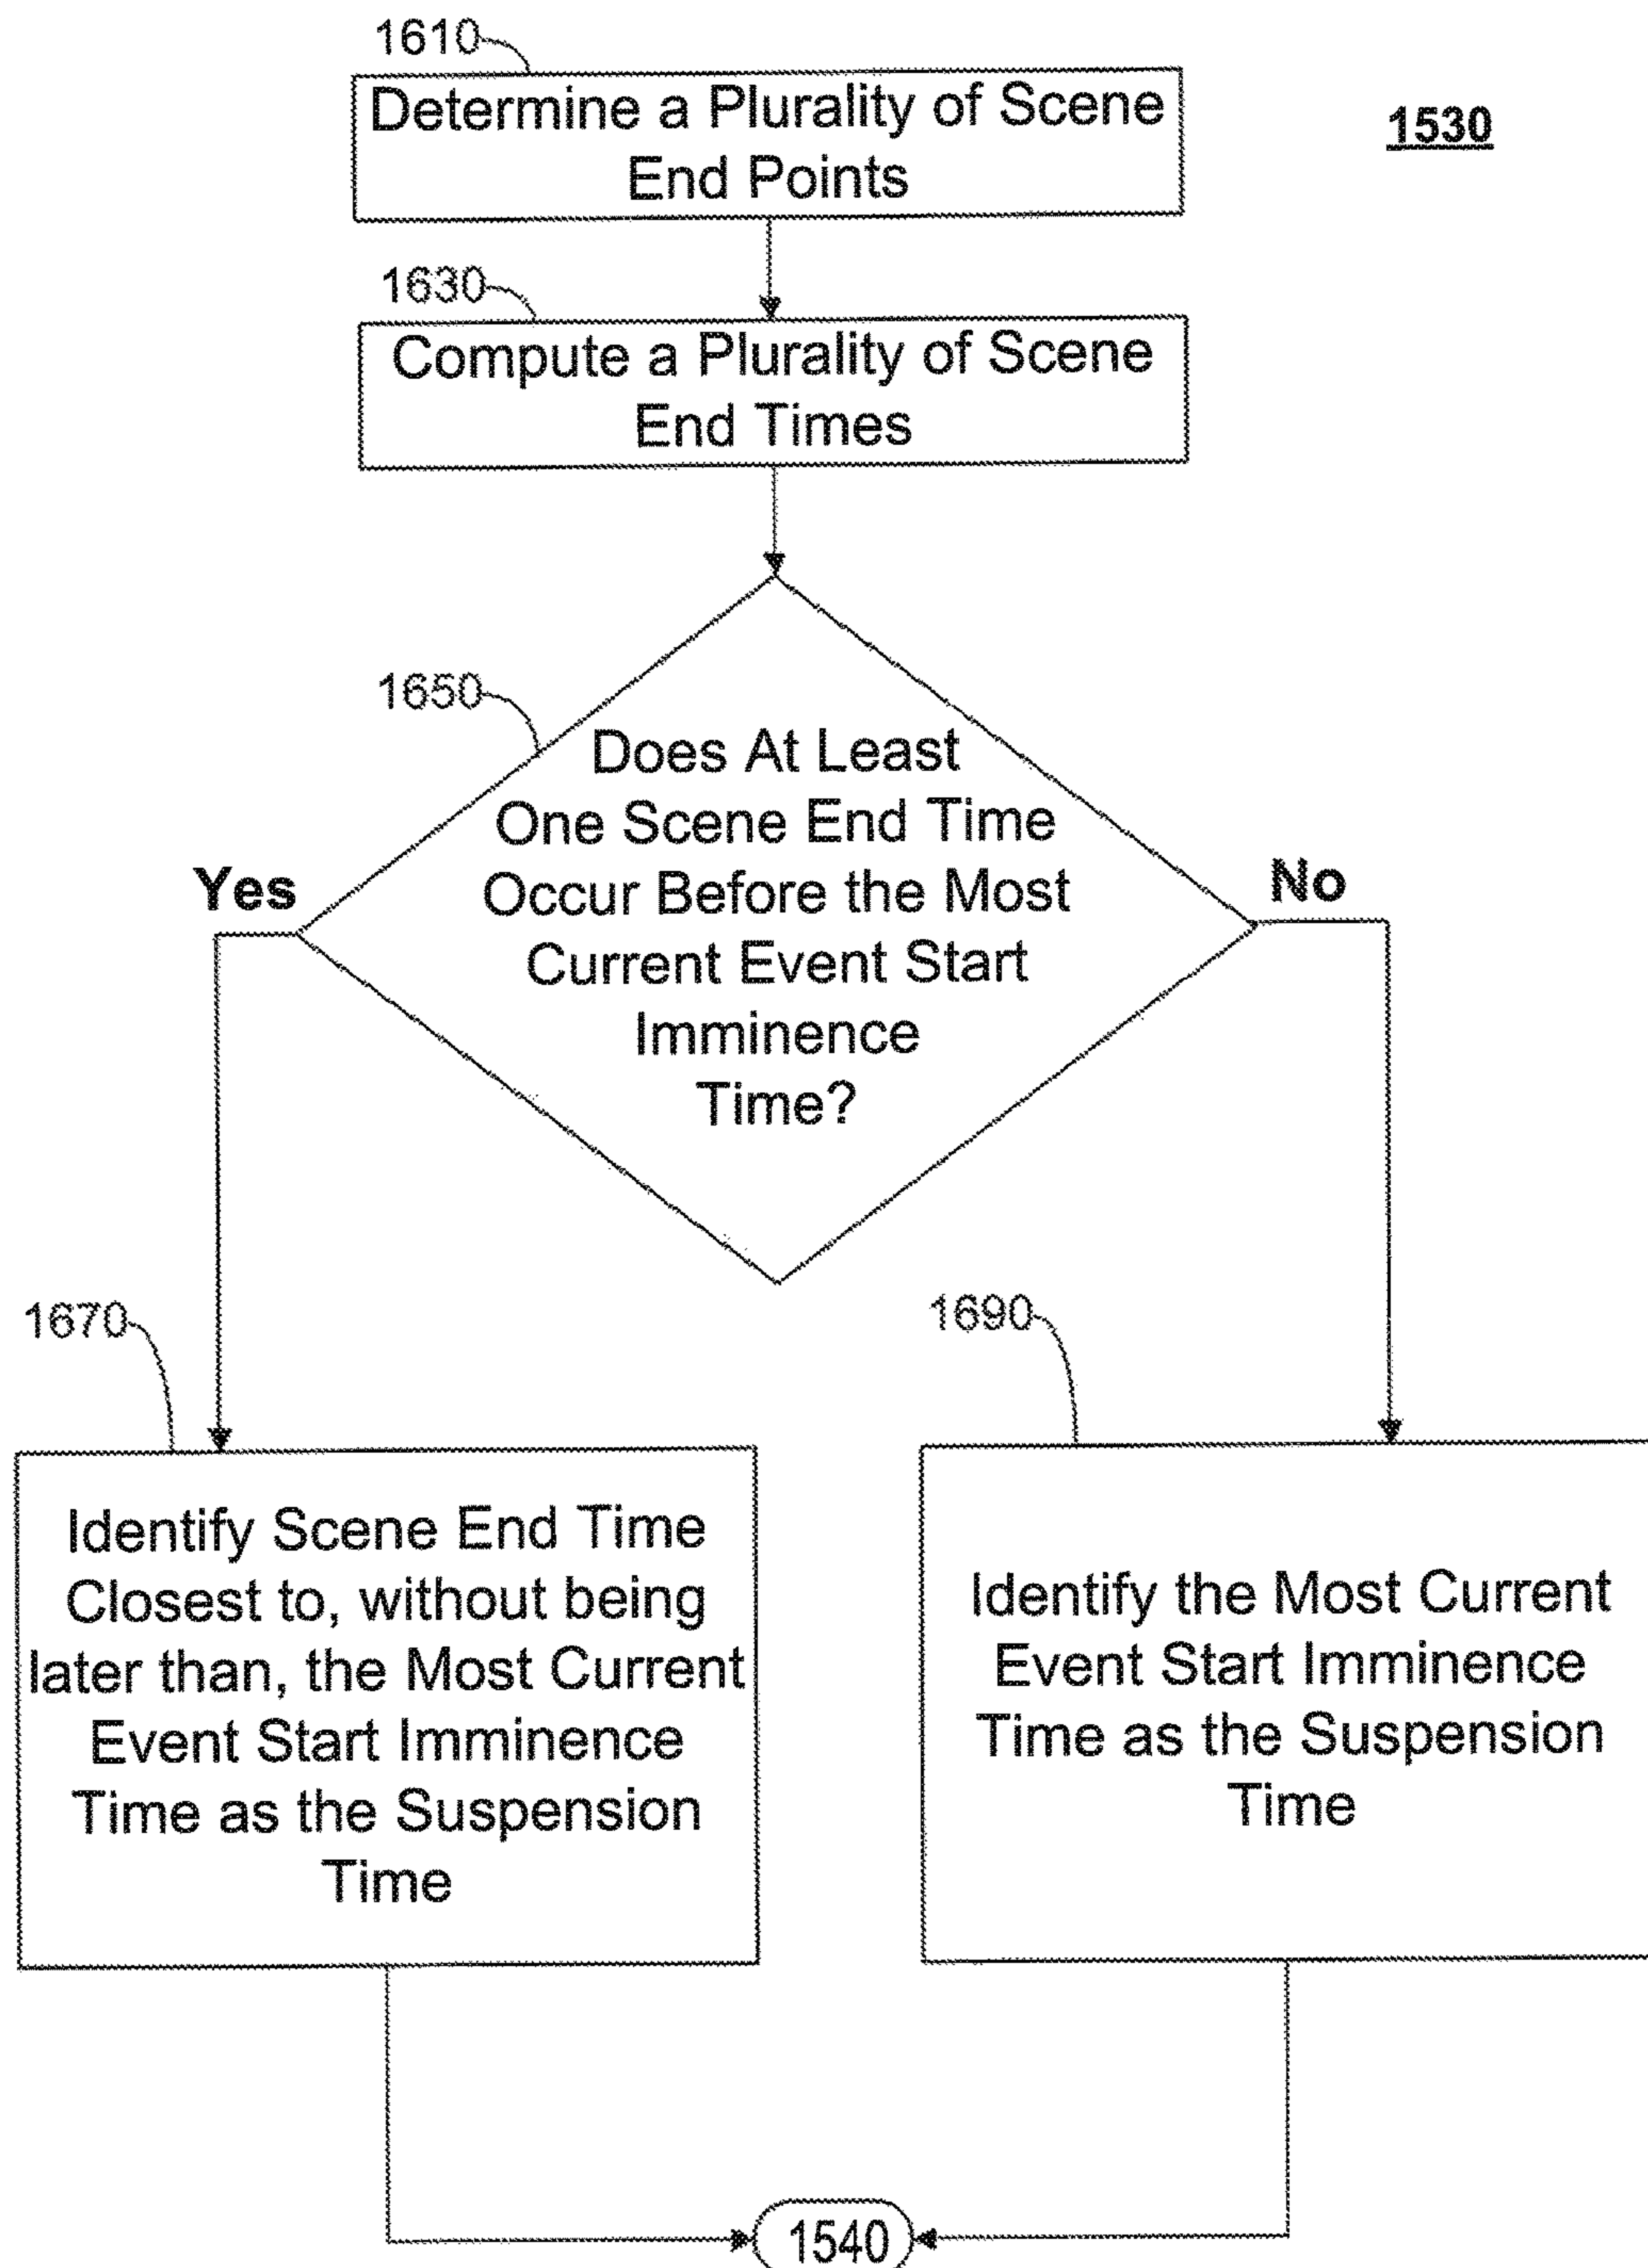 1610
Determine a Plurality of Scene
End Points
1530
1630
Compute a Plurality of Scene
End Times
1650
Does At Least
One Scene End Time
Occur Before the Most
Current Event Start
Imminence
Time?
Yes
No
1670
Identify Scene End Time
Closest to, without being
later than, the Most Current
Event Start Imminence
Time as the Suspension
Time
1690
Identify the Most Current
Event Start Imminence
Time as the Suspension
Time
1540